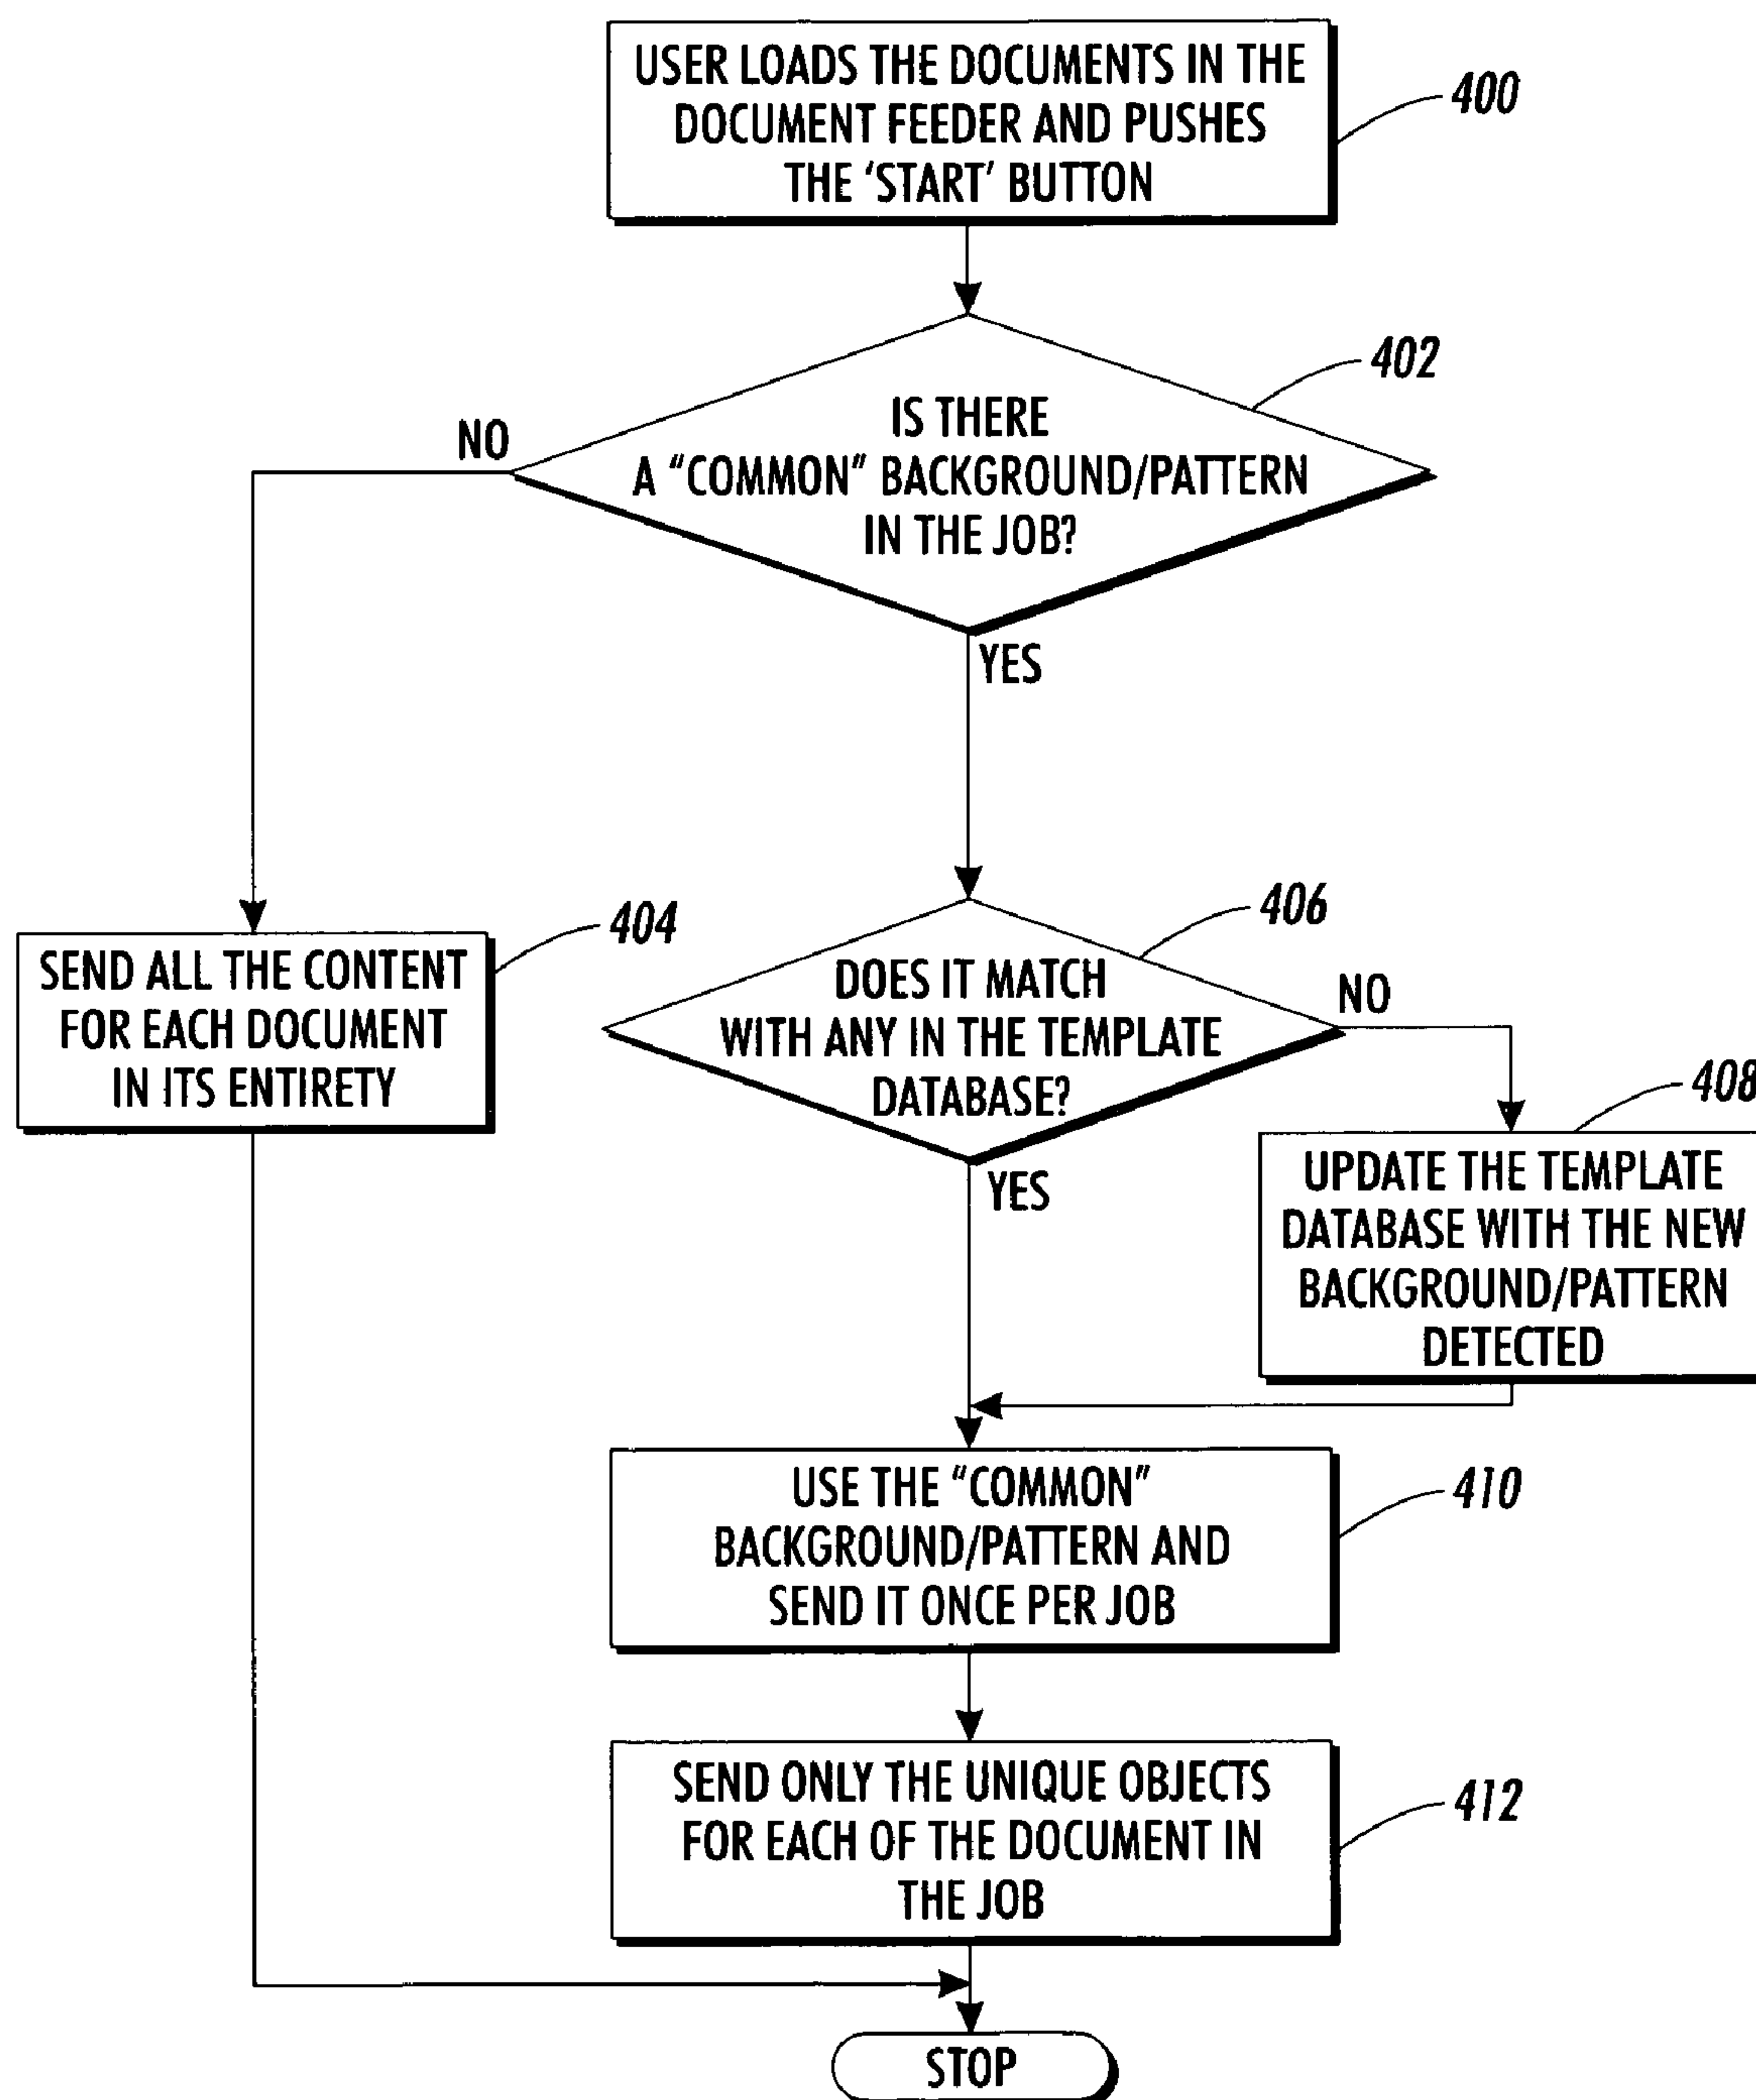 USER LOADS THE DOCUMENTS IN THE
DOCUMENT FEEDER AND PUSHES
THE 'START' BUTTON
400
IS THERE
A "COMMON" BACKGROUND/PATTERN
IN THE JOB?
402
NO
YES
SEND ALL THE CONTENT
FOR EACH DOCUMENT
IN ITS ENTIRETY
404
DOES IT MATCH
WITH ANY IN THE TEMPLATE
DATABASE?
406
NO
YES
UPDATE THE TEMPLATE
DATABASE WITH THE NEW
BACKGROUND/PATTERN
DETECTED
408
USE THE "COMMON"
BACKGROUND/PATTERN AND
SEND IT ONCE PER JOB
410
SEND ONLY THE UNIQUE OBJECTS
FOR EACH OF THE DOCUMENT IN
THE JOB
412
STOP